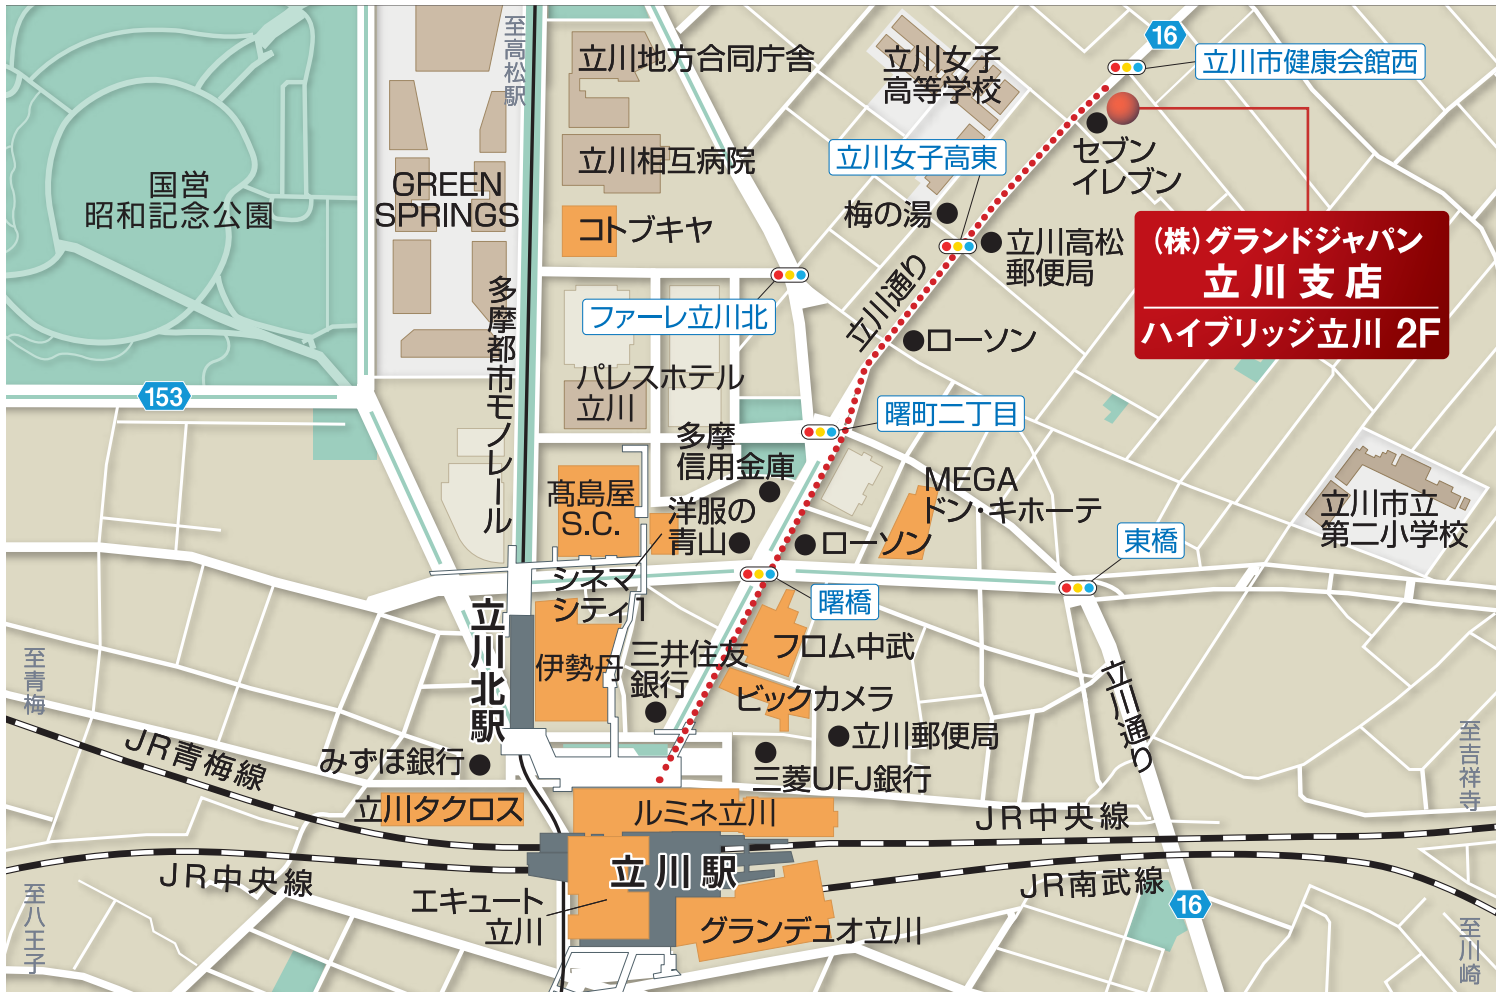 至高松駅
16
立川市健康会館西
立川地方合同庁舎
立川女子
高等学校
セブン
イレブン
立川女子高東
立川相互病院
国営
昭和記念公園
GREEN
SPRINGS
コトブキヤ
梅の湯
立川高松
郵便局
(株)グランドジャパン
立川支店
ハイブリッジ立川 2F
立川通り
ファーレ立川北
多摩都市モノレール
ローソン
パレスホテル
立川
153
曙町二丁目
多摩
信用金庫
髙島屋
S.C.
洋服の
青山
MEGA
ドン・キホーテ
ローソン
立川市立
第二小学校
東橋
シネマ
シティ1
曙橋
立川北駅
伊勢丹
三井住友
銀行
フロム中武
ビックカメラ
立川通り
至青梅
JR青梅線
みずほ銀行
立川郵便局
三菱UFJ銀行
至吉祥寺
立川タクロス
ルミネ立川
JR中央線
立川駅
JR中央線
JR南武線
16
エキュート
立川
グランデュオ立川
至八王子
至川崎